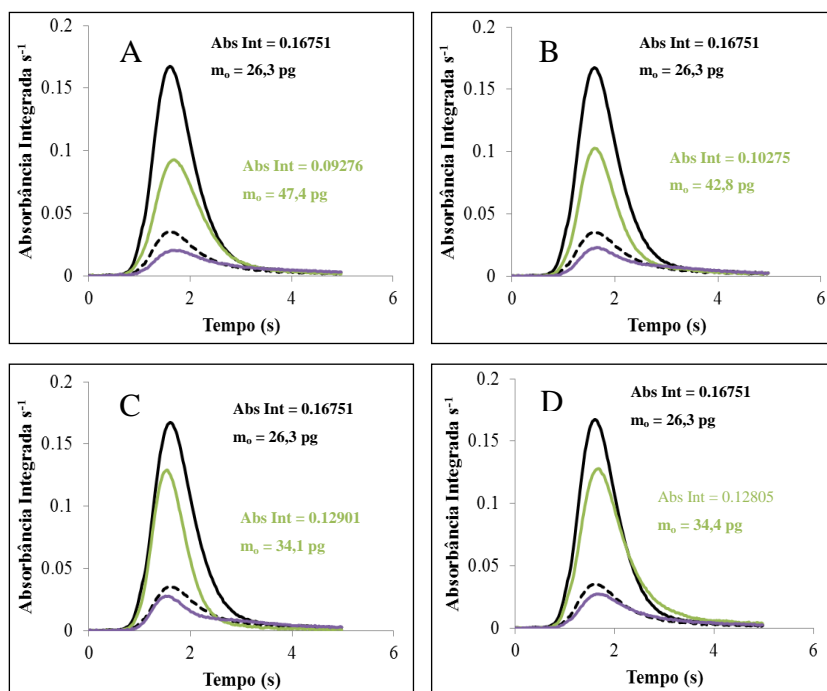 A
Abs Int = 0.16751
mₒ = 26,3 pg
Abs Int = 0.09276
mₒ = 47,4 pg
0.2
0.15
0.1
0.05
0
0 2 4 6
Absorbância Integrada s⁻¹
Tempo (s)
B
Abs Int = 0.16751
mₒ = 26,3 pg
Abs Int = 0.10275
mₒ = 42,8 pg
0.2
0.15
0.1
0.05
0
0 2 4 6
Absorbância Integrada s⁻¹
Tempo (s)
C
Abs Int = 0.16751
mₒ = 26,3 pg
Abs Int = 0.12901
mₒ = 34,1 pg
0.2
0.15
0.1
0.05
0
0 2 4 6
Absorbância Integrada s⁻¹
Tempo (s)
D
Abs Int = 0.16751
mₒ = 26,3 pg
Abs Int = 0.12805
mₒ = 34,4 pg
0.2
0.15
0.1
0.05
0
0 2 4 6
Absorbância Integrada s⁻¹
Tempo (s)